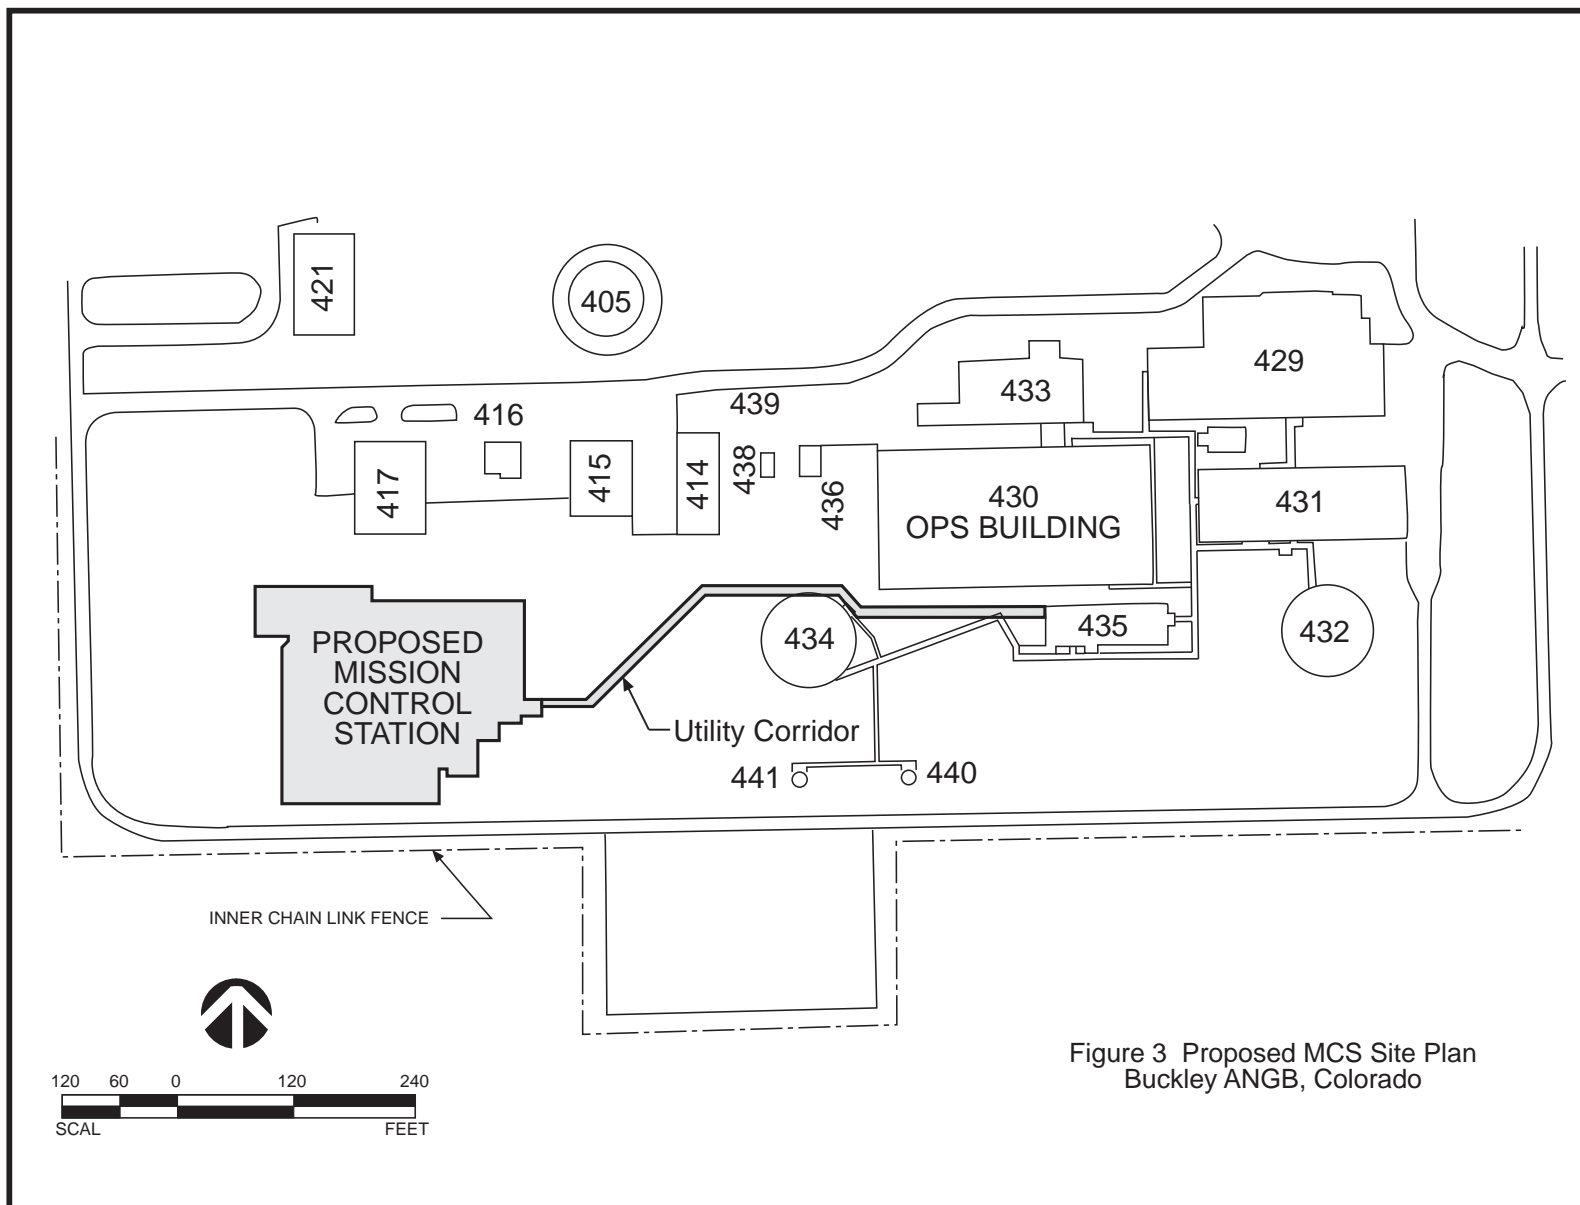 421
405
429
433
439
416
417
415
414
438
436
430
OPS BUILDING
431
PROPOSED
MISSION
CONTROL
STATION
434
435
432
Utility Corridor
441
440
INNER CHAIN LINK FENCE
120 60 0 120 240
SCAL FEET
Figure 3 Proposed MCS Site Plan
Buckley ANGB, Colorado